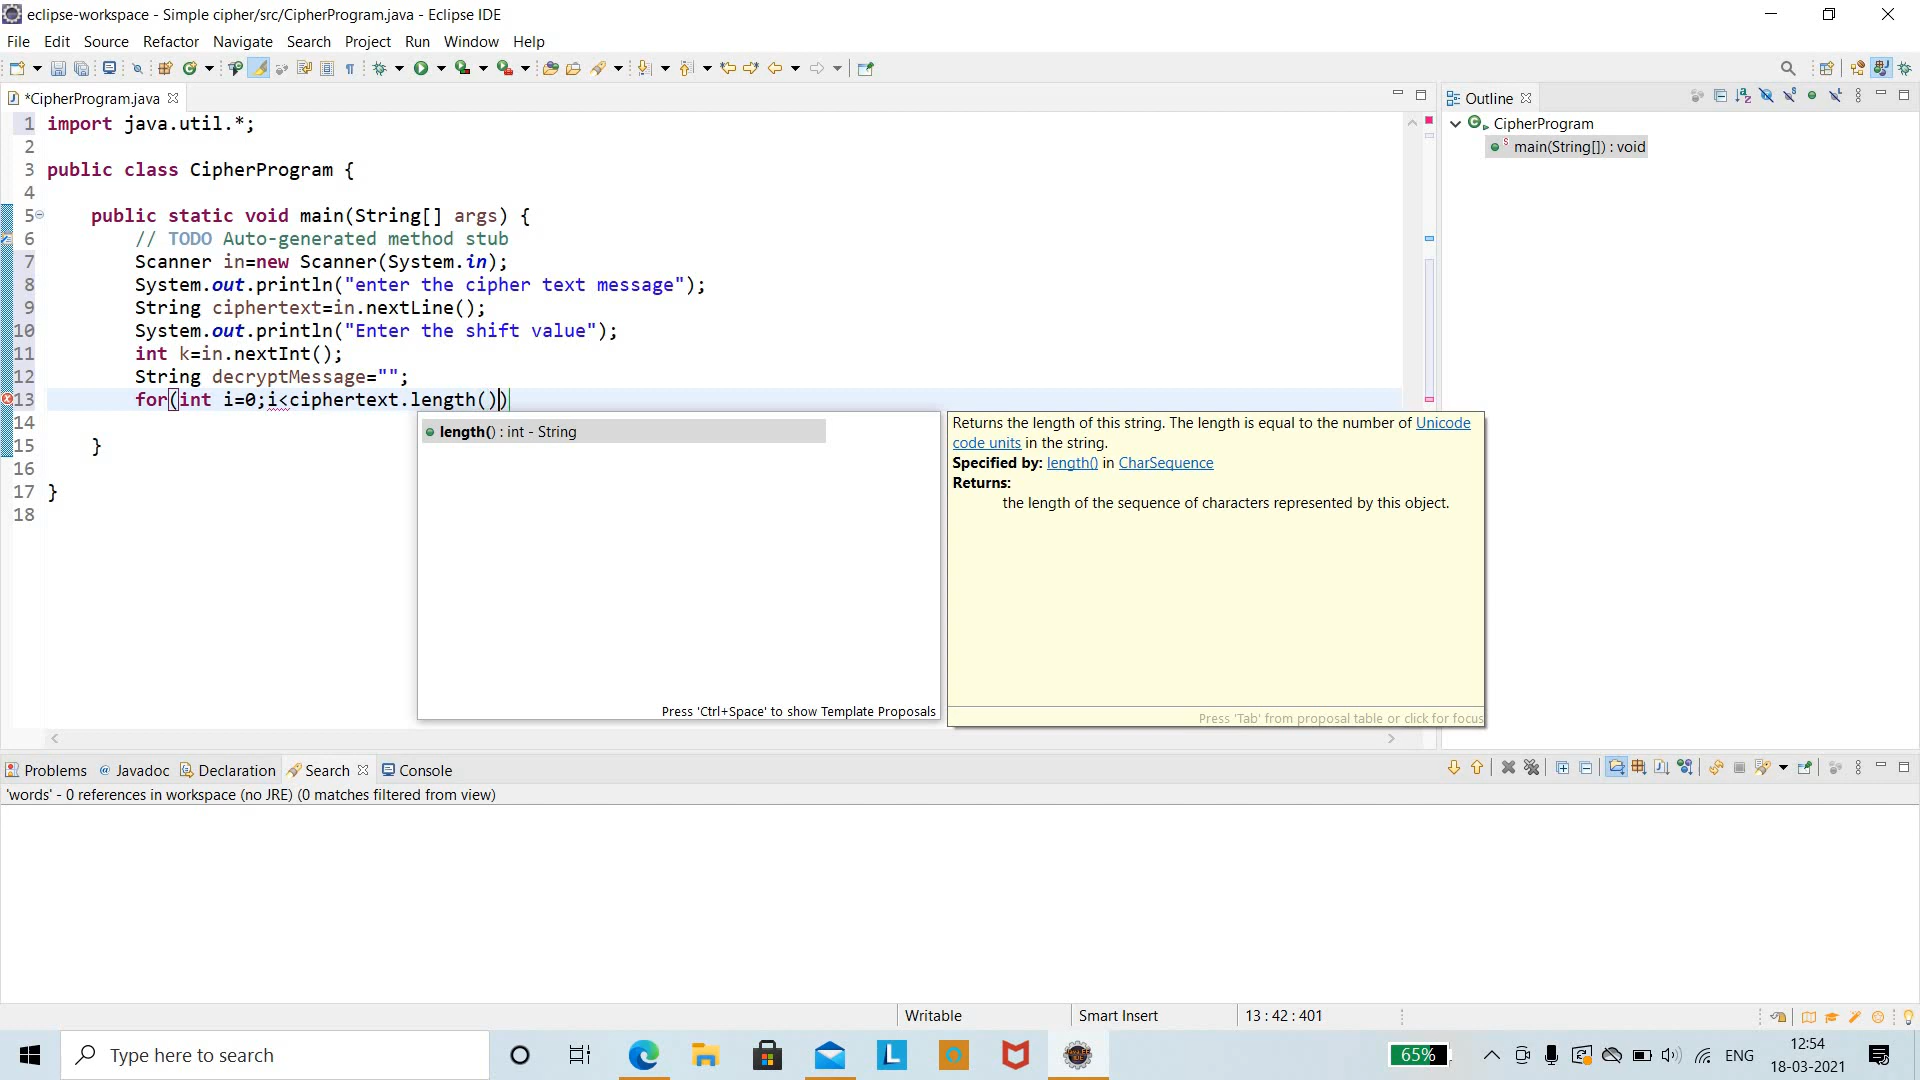 eclipse-workspace - Simple cipher/src/CipherProgram.java - Eclipse IDE
File Edit Source Refactor Navigate Search Project Run Window Help
*CipherProgram.java
1 import java.util.*;
2
3 public class CipherProgram {
4
5 public static void main(String[] args) {
6 // TODO Auto-generated method stub
7 Scanner in=new Scanner(System.in);
8 System.out.println("enter the cipher text message");
9 String ciphertext=in.nextLine();
10 System.out.println("Enter the shift value");
11 int k=in.nextInt();
12 String decryptMessage="";
13 for(int i=0;i<ciphertext.length())
14
15 }
16
17 }
18
length() : int - String
Press 'Ctrl+Space' to show Template Proposals
Returns the length of this string. The length is equal to the number of Unicode
code units in the string.
Specified by: length() in CharSequence
Returns:
the length of the sequence of characters represented by this object.
Press 'Tab' from proposal table or click for focus
Outline
CipherProgram
main(String[]) : void
Problems @ Javadoc Declaration Search Console
'words' - 0 references in workspace (no JRE) (0 matches filtered from view)
Writable Smart Insert 13 : 42 : 401
Type here to search
65%
ENG
12:54
18-03-2021